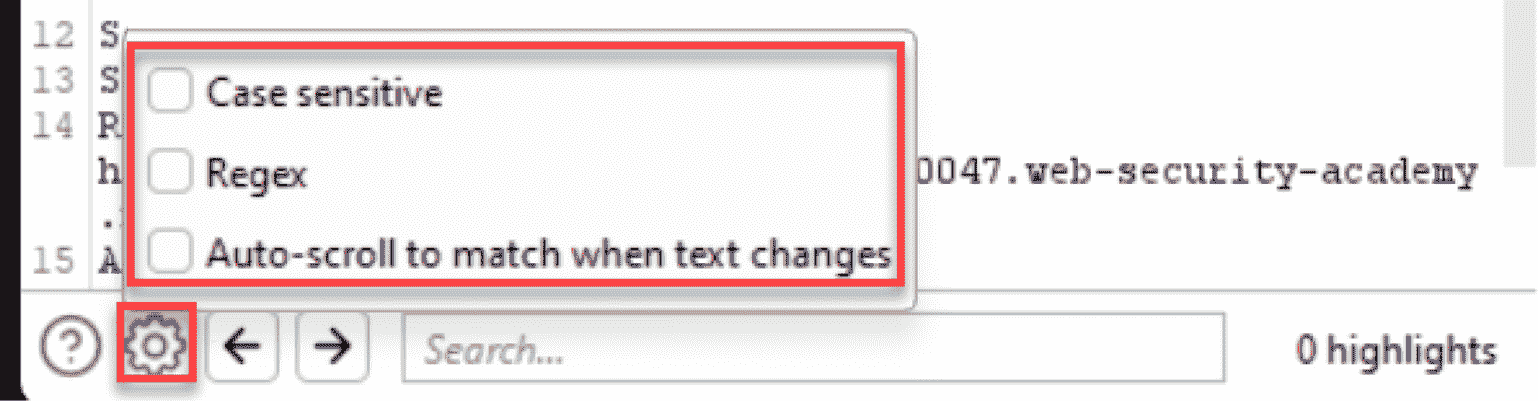 12 S
13 S
Case sensitive
14 R
Regex
h 0047.web-security-academy
.
15 A
Auto-scroll to match when text changes
? Search... 0 highlights